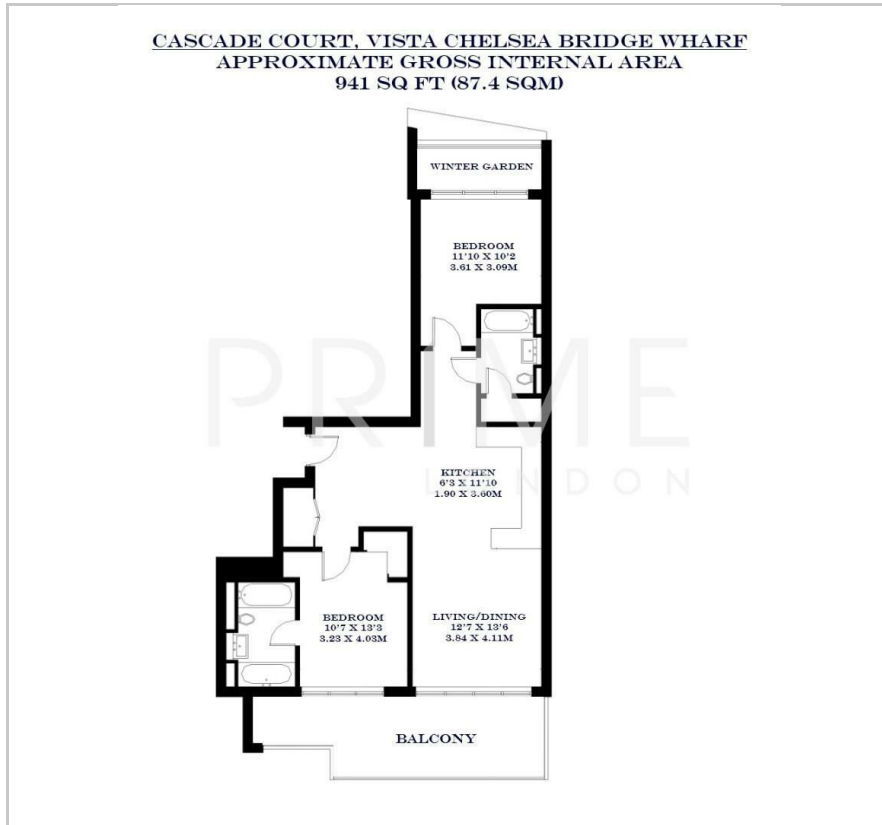 CASCADE COURT, VISTA CHELSEA BRIDGE WHARF
APPROXIMATE GROSS INTERNAL AREA
941 SQ FT (87.4 SQM)
WINTER GARDEN
BEDROOM
11'10 X 10'2
3.61 X 3.09M
PRIME
LONDON
KITCHEN
6'3 X 11'10
1.90 X 3.60M
BEDROOM
10'7 X 13'3
3.23 X 4.03M
LIVING/DINING
12'7 X 13'6
3.84 X 4.11M
BALCONY